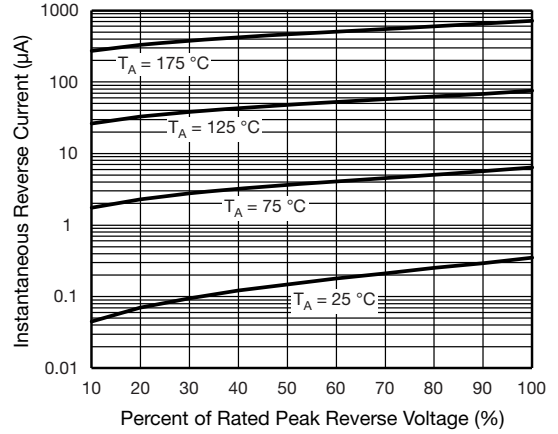 Instantaneous Reverse Current (μA)
1000
100
10
1
0.1
0.01
T_A = 175 °C
T_A = 125 °C
T_A = 75 °C
T_A = 25 °C
10 20 30 40 50 60 70 80 90 100
Percent of Rated Peak Reverse Voltage (%)